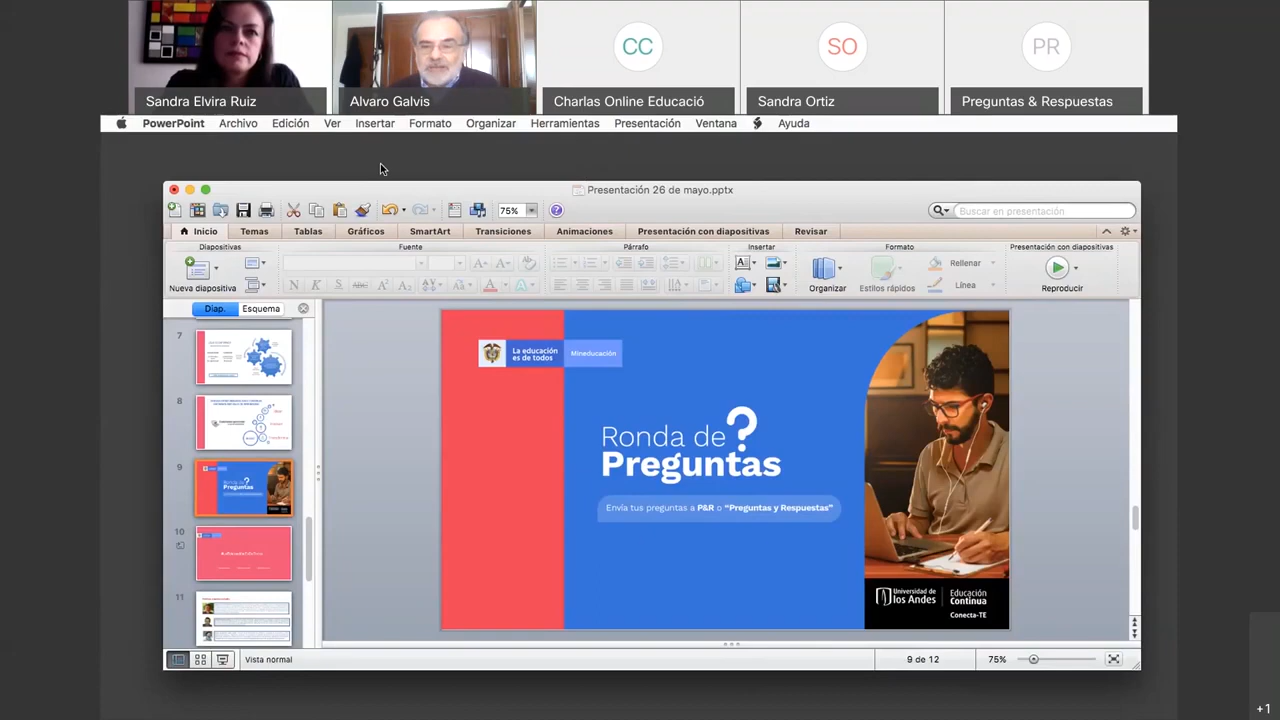 CC
SO
PR
Sandra Elvira Ruiz
Alvaro Galvis
Charlas Online Educació
Sandra Ortiz
Preguntas & Respuestas
PowerPoint Archivo Edición Ver Insertar Formato Organizar Herramientas Presentación Ventana Ayuda
Presentación 26 de mayo.pptx
75%
Buscar en presentación
Inicio Temas Tablas Gráficos SmartArt Transiciones Animaciones Presentación con diapositivas Revisar
Diapositivas Fuente Párrafo Insertar Formato Presentación con diapositivas
Rellenar
Línea
Nueva diapositiva Organizar Estilos rápidos Reproducir
Diap. Esquema
7
8
9
Ronda de ?
Preguntas
10
11
La educación
es de todos
Mineducación
Ronda de ?
Preguntas
Envía tus preguntas a P&R o "Preguntas y Respuestas"
Universidad de
los Andes
Educación
Continua
Conecta-TE
Vista normal
9 de 12
75%
+1